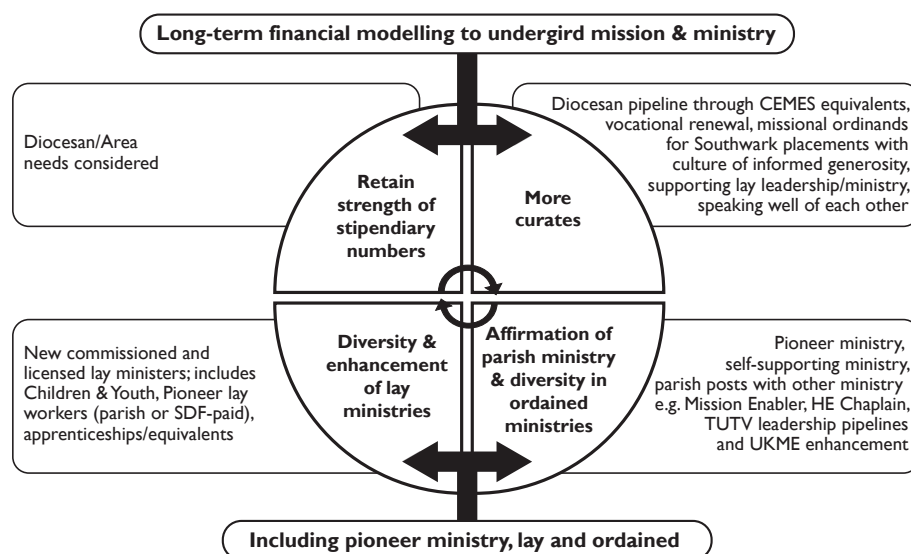 Long-term financial modelling to undergird mission & ministry
Diocesan/Area
needs considered
Diocesan pipeline through CEMES equivalents,
vocational renewal, missional ordinands
for Southwark placements with
culture of informed generosity,
supporting lay leadership/ministry,
speaking well of each other
Retain
strength of
stipendiary
numbers
More
curates
New commissioned and
licensed lay ministers; includes
Children & Youth, Pioneer lay
workers (parish or SDF-paid),
apprenticeships/equivalents
Diversity &
enhancement
of lay
ministries
Affirmation of
parish ministry
& diversity in
ordained
ministries
Pioneer ministry,
self-supporting ministry,
parish posts with other ministry
e.g. Mission Enabler, HE Chaplain,
TUTV leadership pipelines
and UKME enhancement
Including pioneer ministry, lay and ordained